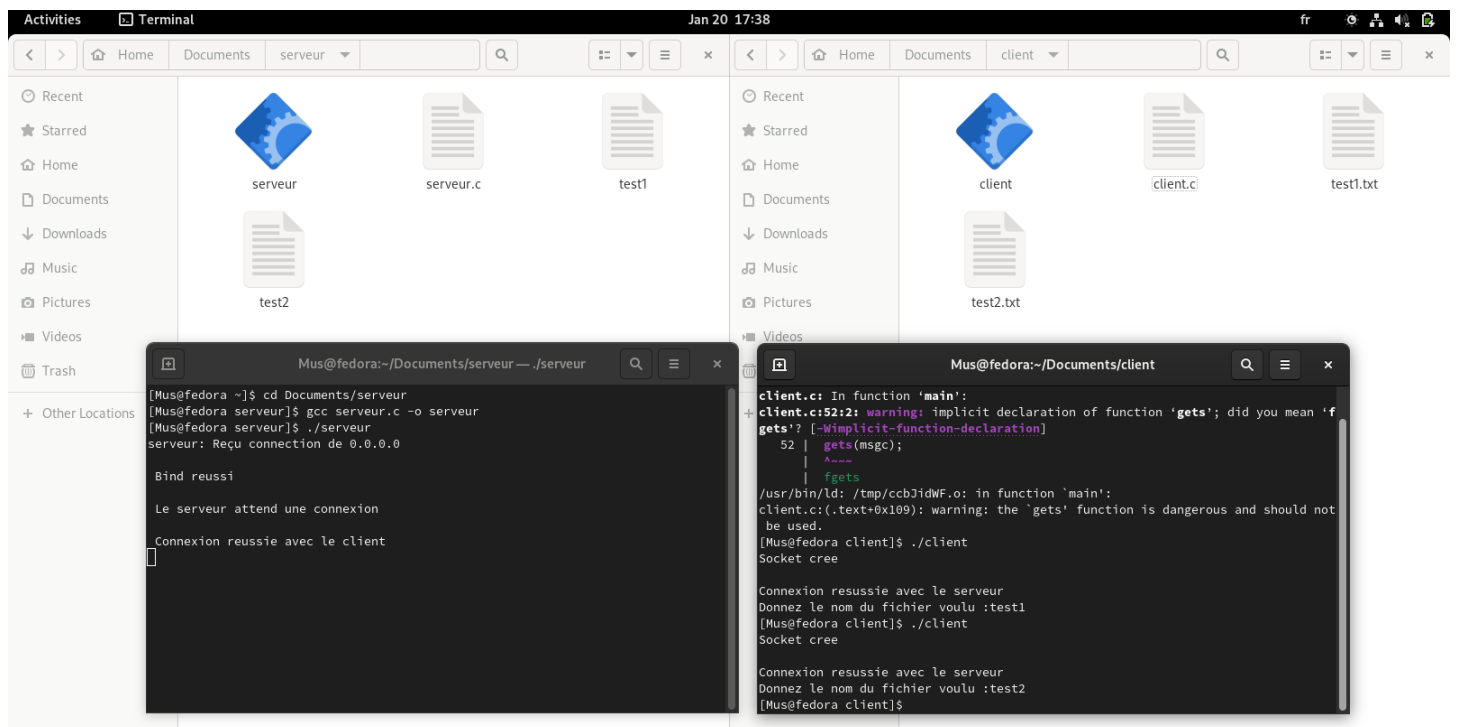 Activities Terminal Jan 20 17:38 fr
Home Documents serveur
Recent
Starred
Home
Documents
Downloads
Music
Pictures
Videos
Trash
+ Other Locations
serveur serveur.c test1
test2
Home Documents client
Recent
Starred
Home
Documents
Downloads
Music
Pictures
Videos
client client.c test1.txt
test2.txt
Mus@fedora:~/Documents/serveur — ./serveur
[Mus@fedora ~]$ cd Documents/serveur
[Mus@fedora serveur]$ gcc serveur.c -o serveur
[Mus@fedora serveur]$ ./serveur
serveur: Reçu connection de 0.0.0.0
Bind reussi
Le serveur attend une connexion
Connexion reussie avec le client
Mus@fedora:~/Documents/client
client.c: In function ‘main’:
client.c:52:2: warning: implicit declaration of function ‘gets’; did you mean ‘f
gets’? [-Wimplicit-function-declaration]
52 | gets(msgc);
| ^~~~
| fgets
/usr/bin/ld: /tmp/ccbJidWF.o: in function `main':
client.c:(.text+0x109): warning: the `gets' function is dangerous and should not
be used.
[Mus@fedora client]$ ./client
Socket cree
Connexion resussie avec le serveur
Donnez le nom du fichier voulu :test1
[Mus@fedora client]$ ./client
Socket cree
Connexion resussie avec le serveur
Donnez le nom du fichier voulu :test2
[Mus@fedora client]$